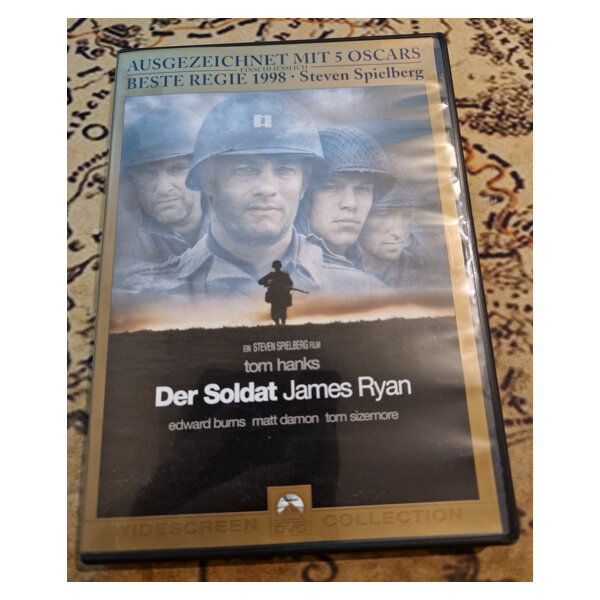 AUSGEZEICHNET MIT 5 OSCARS
EINSCHLIESSLICH
BESTE REGIE 1998 · Steven Spielberg
EIN STEVEN SPIELBERG FILM
tom hanks
Der Soldat James Ryan
edward burns matt damon tom sizemore
DVD
WIDESCREEN COLLECTION